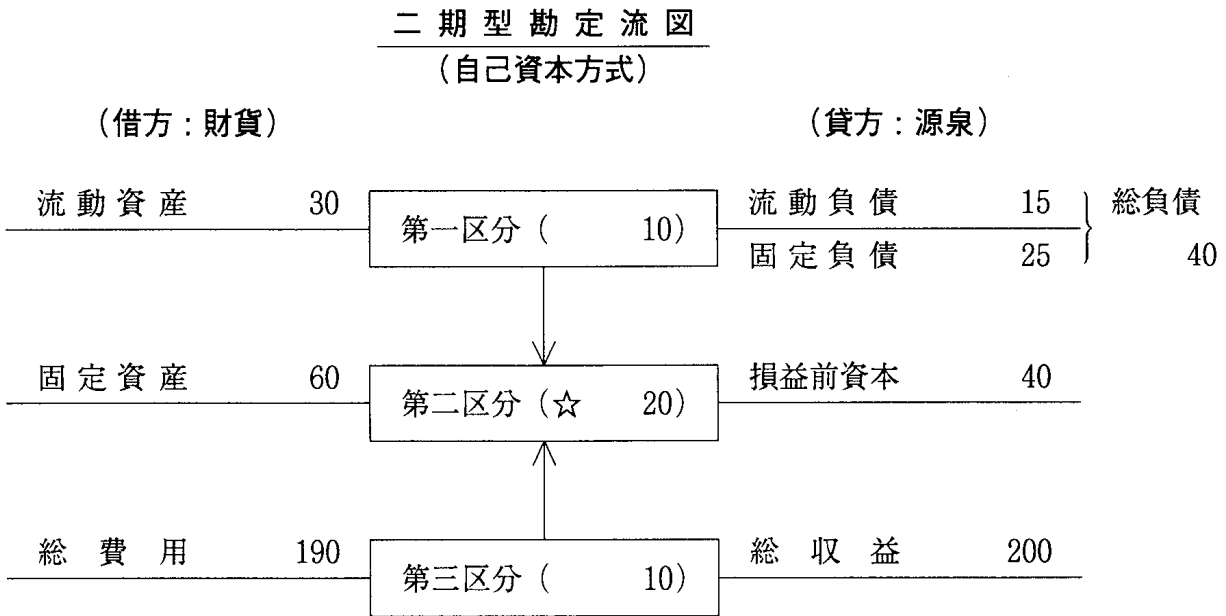 二期型勘定流図
(自己資本方式)
(借方:財貨) (貸方:源泉)
流動資産 30 第一区分( 10) 流動負債 15 総負債
固定負債 25 40
固定資産 60 第二区分(☆ 20) 損益前資本 40
総費用 190 第三区分( 10) 総収益 200